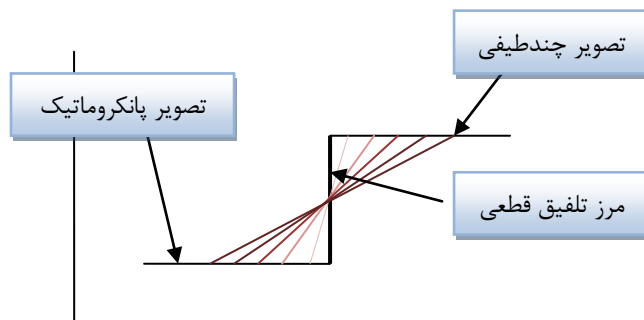 تصویر چندطیفی
تصویر پانکروماتیک
مرز تلفیق قطعی